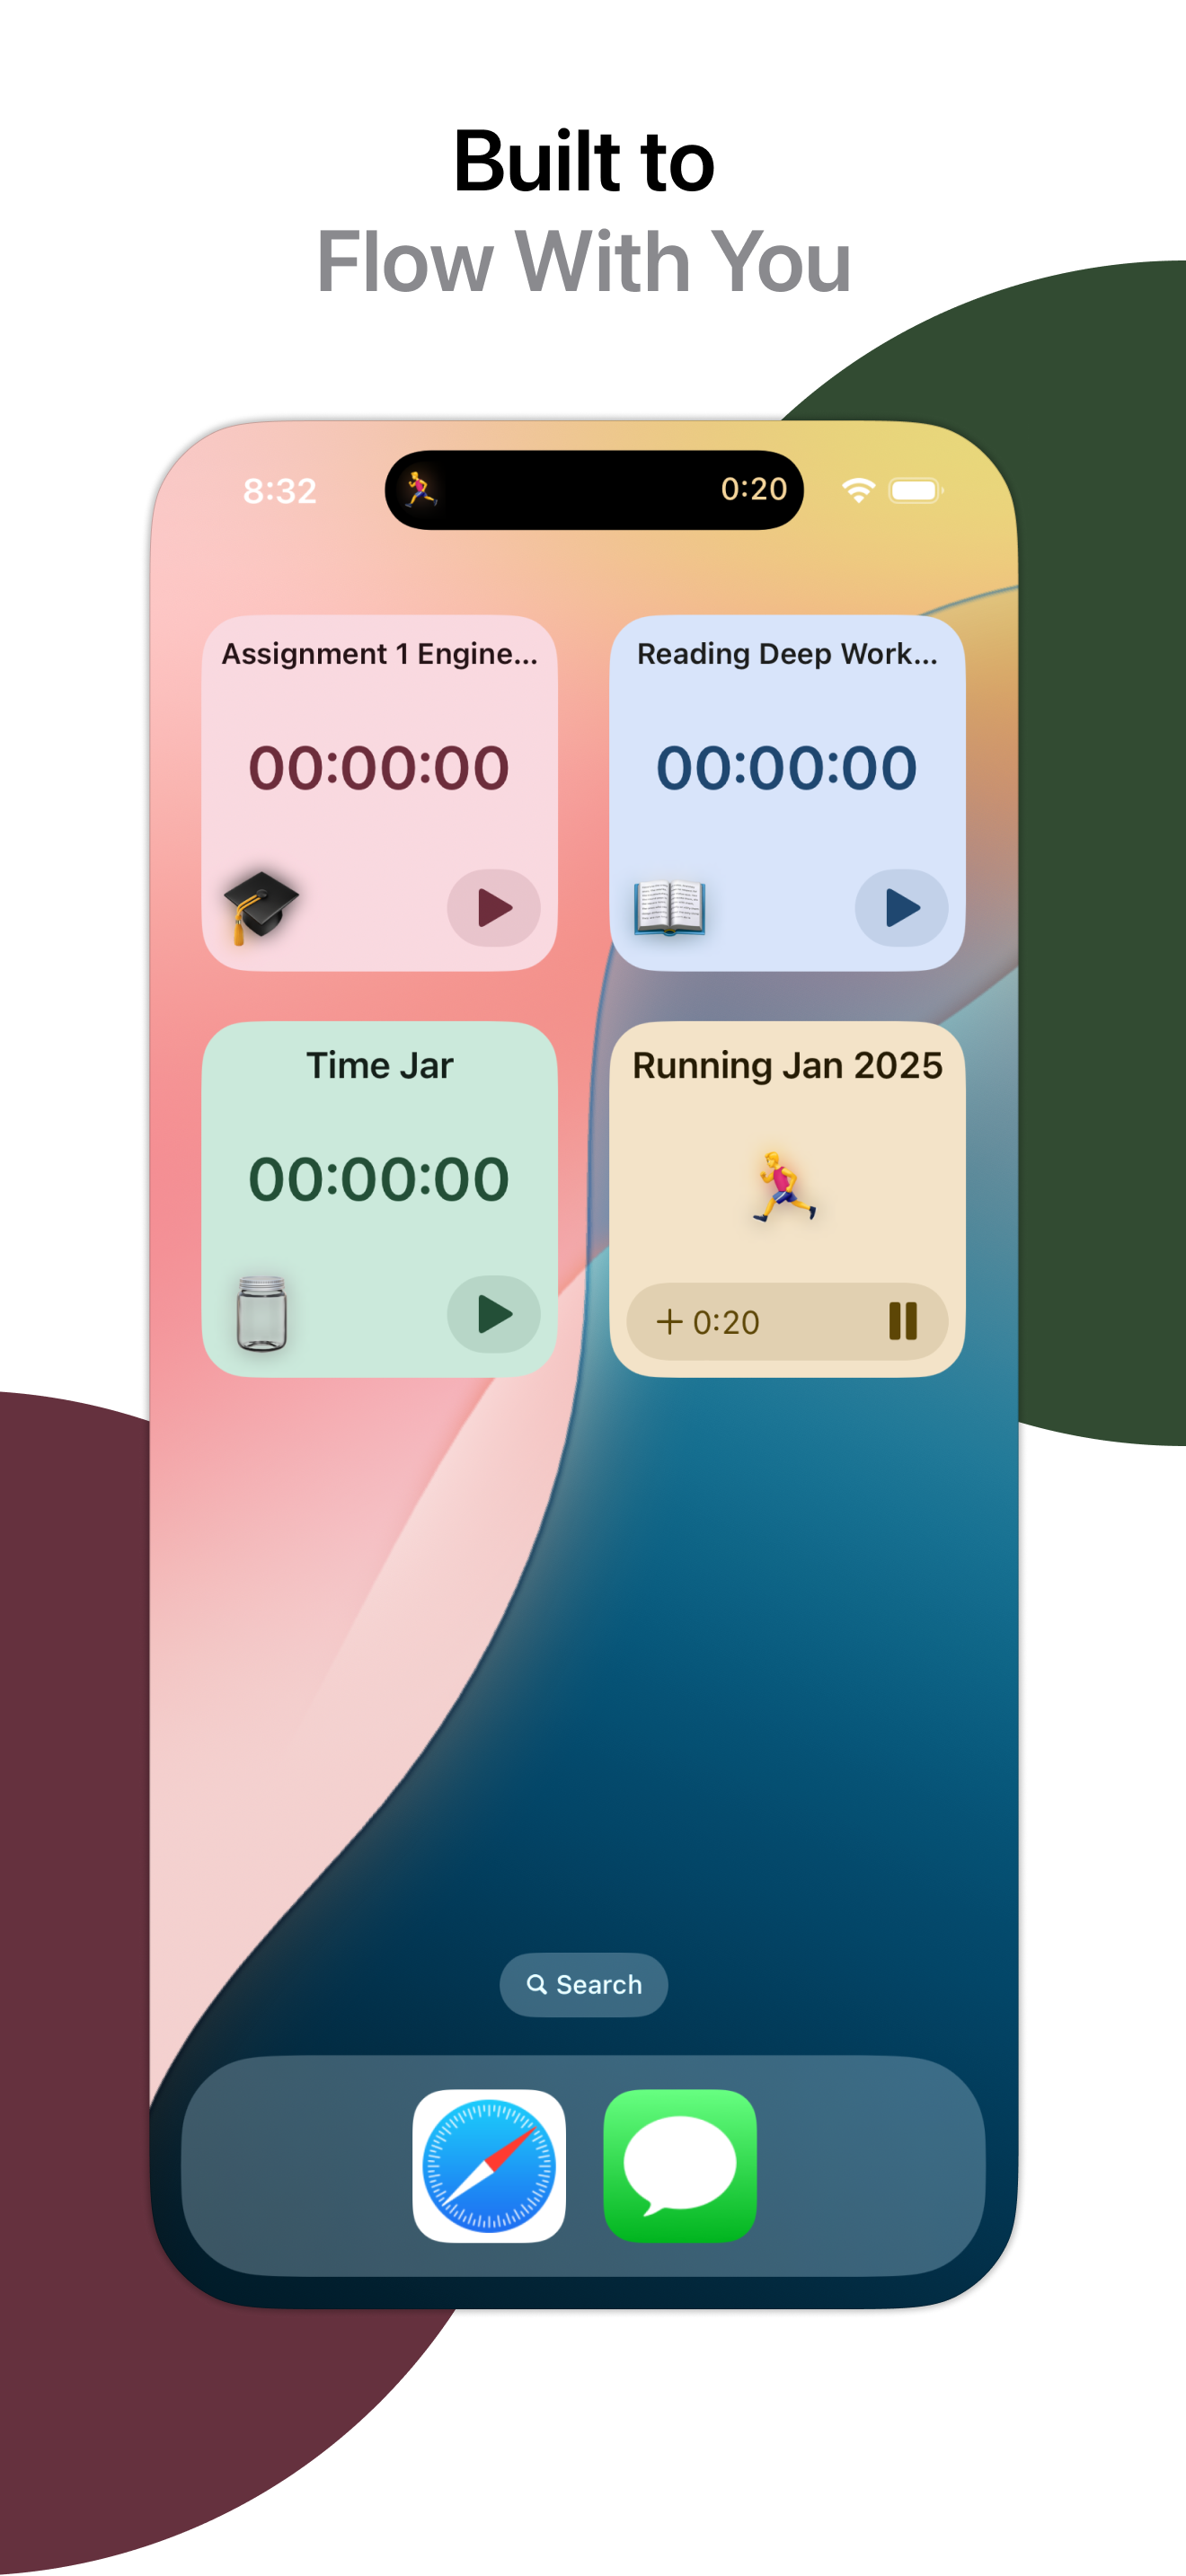 Built to
Flow With You
8:32
0:20
Assignment 1 Engine...
Reading Deep Work...
00:00:00
00:00:00
Time Jar
Running Jan 2025
00:00:00
+ 0:20
Search